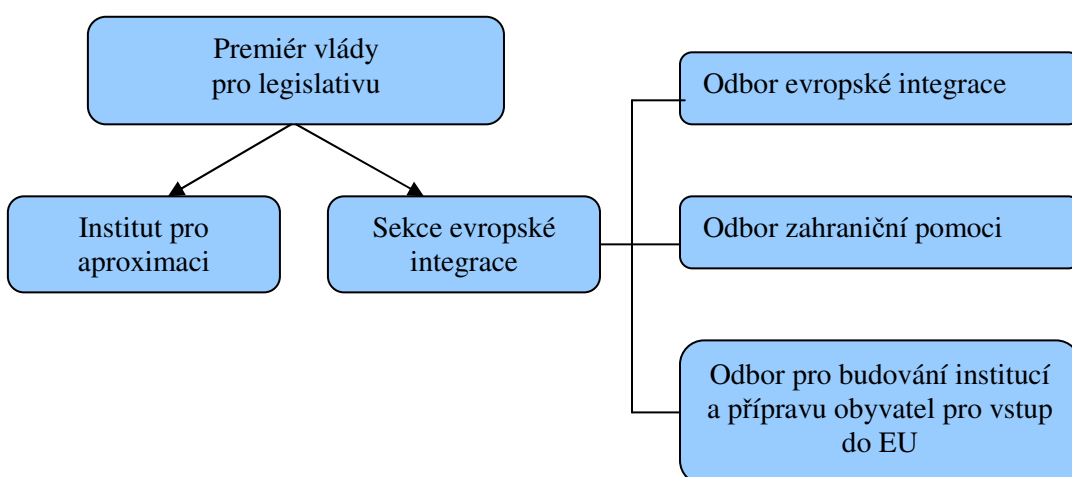 Premiér vlády
pro legislativu
Institut pro
aproximaci
Sekce evropské
integrace
Odbor evropské integrace
Odbor zahraniční pomoci
Odbor pro budování institucí
a přípravu obyvatel pro vstup
do EU